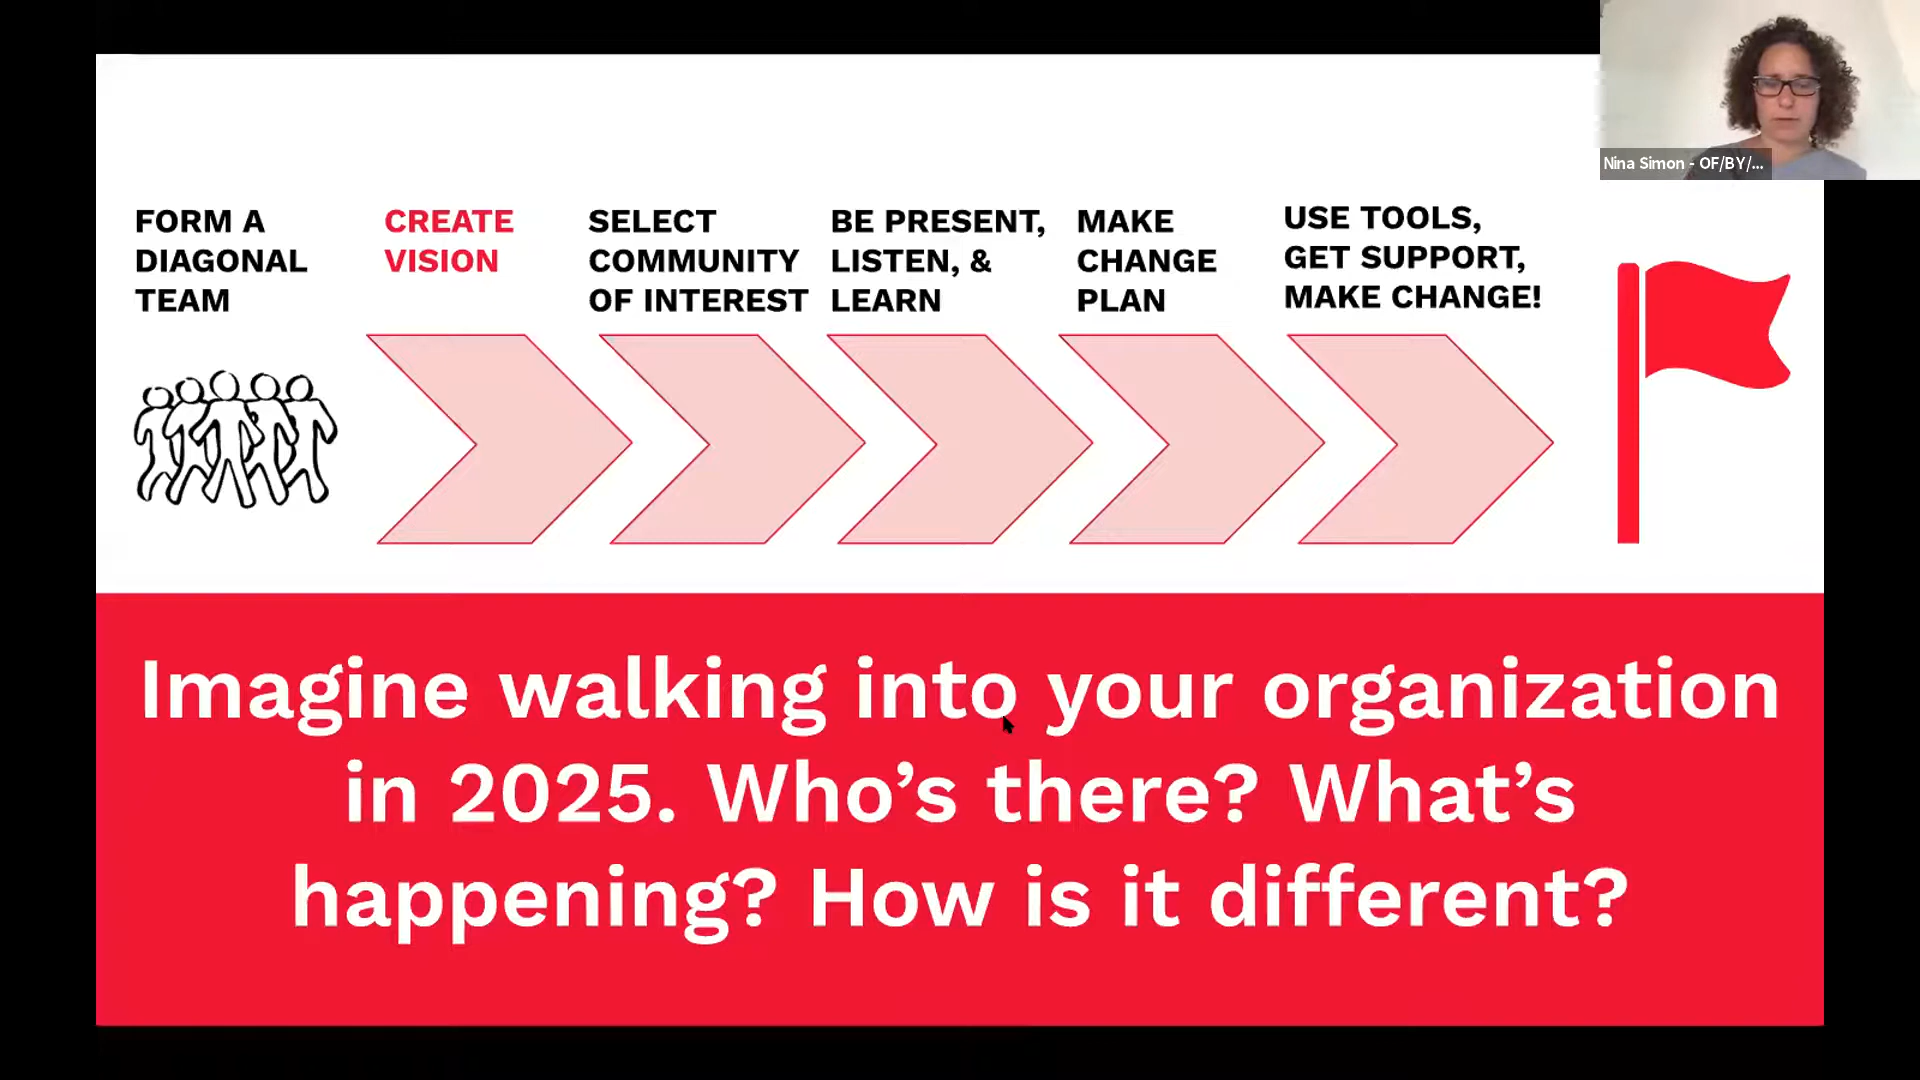 Nina Simon - OF/BY/...
FORM A
DIAGONAL
TEAM
CREATE
VISION
SELECT
COMMUNITY
OF INTEREST
BE PRESENT,
LISTEN, &
LEARN
MAKE
CHANGE
PLAN
USE TOOLS,
GET SUPPORT,
MAKE CHANGE!
Imagine walking into your organization
in 2025. Who’s there? What’s
happening? How is it different?